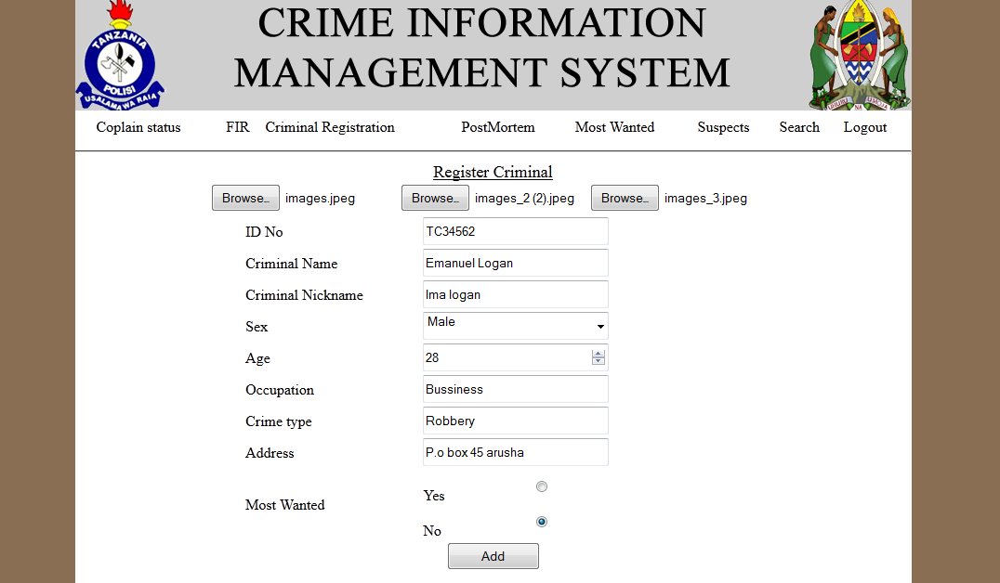 CRIME INFORMATION
MANAGEMENT SYSTEM
TANZANIA
POLISI
USALAMA WA RAIA
UHURU NA UMOJA
Coplain status FIR Criminal Registration PostMortem Most Wanted Suspects Search Logout
Register Criminal
Browse… images.jpeg Browse… images_2 (2).jpeg Browse… images_3.jpeg
ID No TC34562
Criminal Name Emanuel Logan
Criminal Nickname Ima logan
Sex Male
Age 28
Occupation Bussiness
Crime type Robbery
Address P.o box 45 arusha
Yes
Most Wanted
No
Add